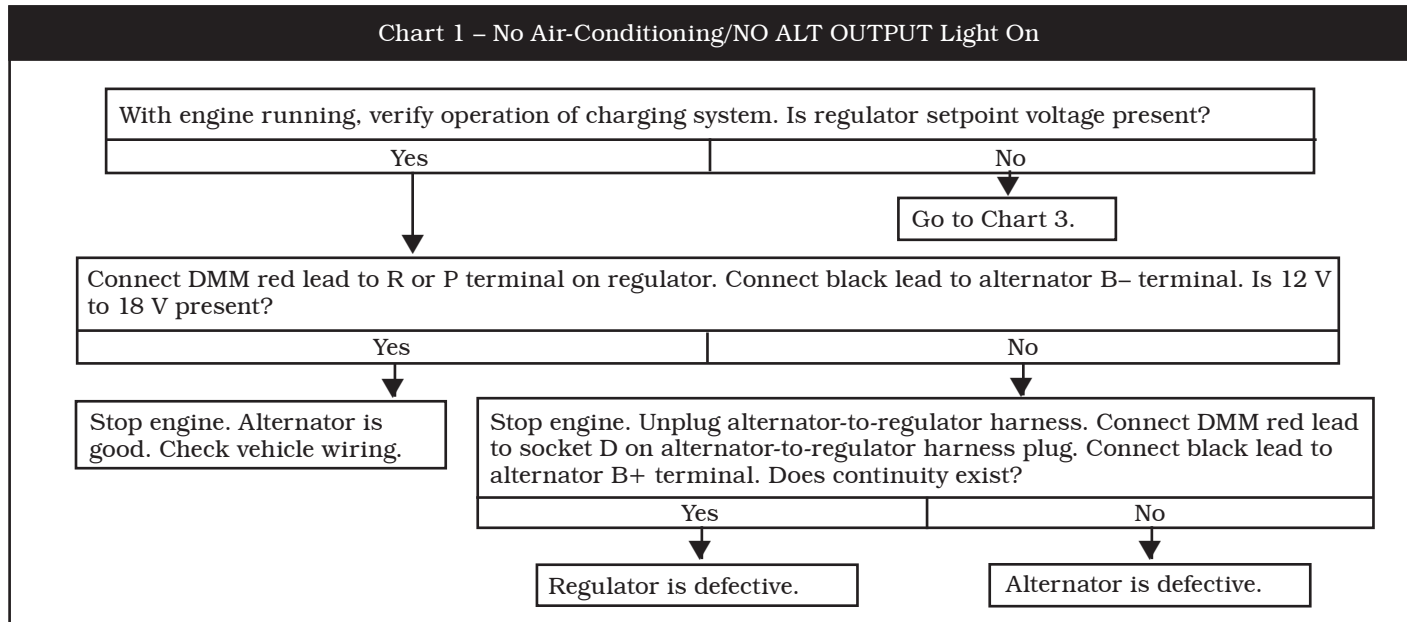 Chart 1 – No Air-Conditioning/NO ALT OUTPUT Light On
With engine running, verify operation of charging system. Is regulator setpoint voltage present?
Yes
No
Go to Chart 3.
Connect DMM red lead to R or P terminal on regulator. Connect black lead to alternator B– terminal. Is 12 V
to 18 V present?
Yes
No
Stop engine. Alternator is
good. Check vehicle wiring.
Stop engine. Unplug alternator-to-regulator harness. Connect DMM red lead
to socket D on alternator-to-regulator harness plug. Connect black lead to
alternator B+ terminal. Does continuity exist?
Yes
No
Regulator is defective.
Alternator is defective.